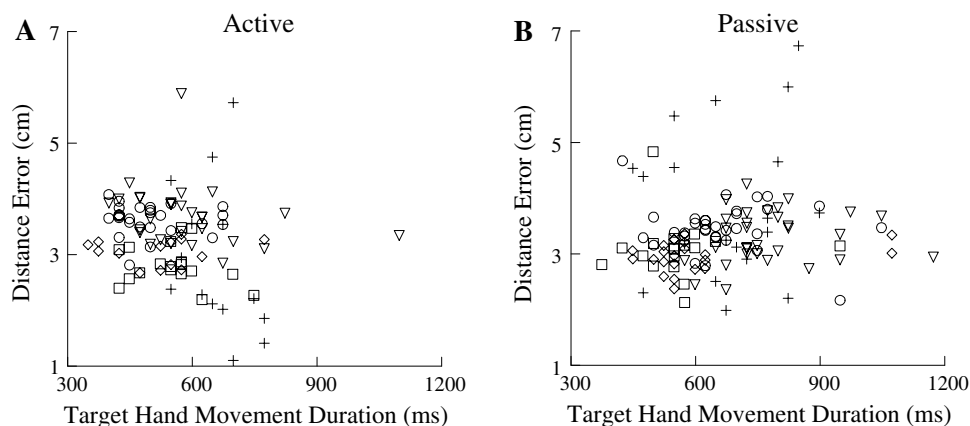 A
Active
7
5
3
1
300
600
900
1200
Distance Error (cm)
Target Hand Movement Duration (ms)
B
Passive
7
5
3
1
300
600
900
1200
Distance Error (cm)
Target Hand Movement Duration (ms)